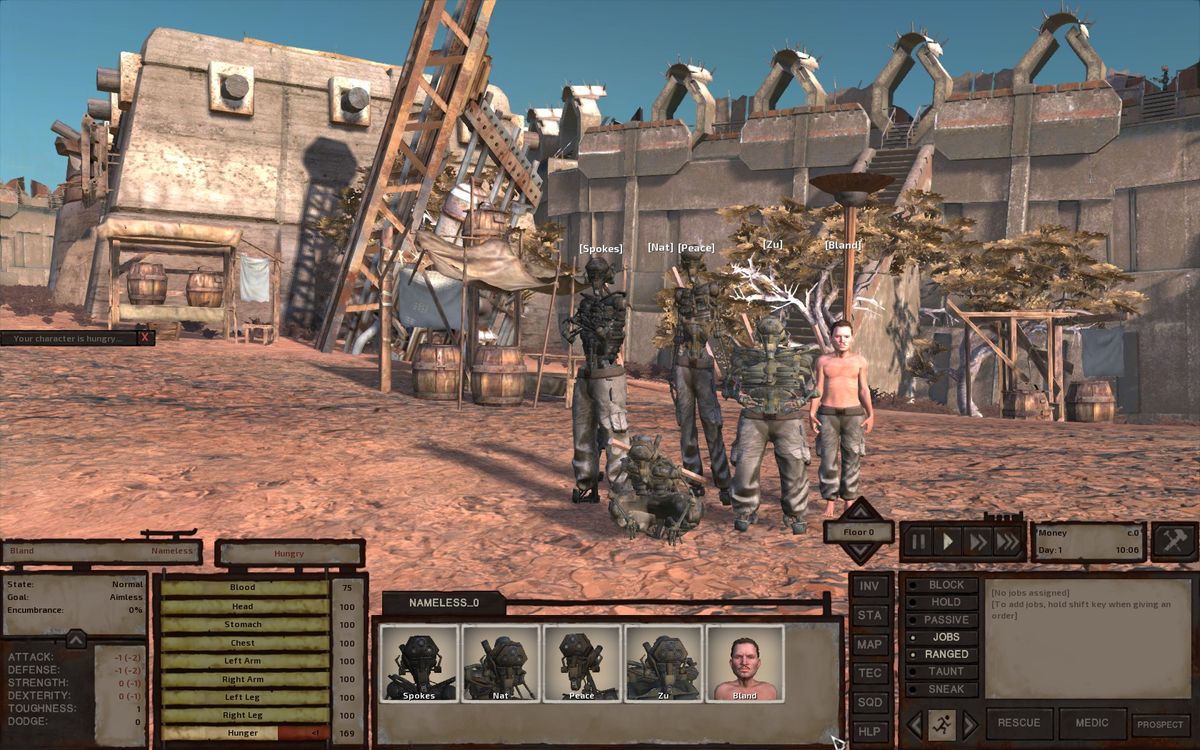 [Spokes] [Nat] [Peace] [Zu] [Bland]
Your character is hungry... X
Floor 0
Money c.0
Day: 1 10:06
Bland Nameless
Hungry
State: Normal
Goal: Aimless
Encumbrance: 0%
ATTACK: -1 (-2)
DEFENSE: -1 (-2)
STRENGTH: 0 (-1)
DEXTERITY: 0 (-1)
TOUGHNESS: 1
DODGE: 0
Blood 75
Head 100
Stomach 100
Chest 100
Left Arm 100
Right Arm 100
Left Leg 100
Right Leg 100
Hunger <! 169
NAMELESS_0
Spokes Nat Peace Zu Bland
INV
STA
MAP
TEC
SQD
HLP
BLOCK
HOLD
PASSIVE
JOBS
RANGED
TAUNT
SNEAK
[No jobs assigned]
[To add jobs, hold shift key when giving an
order]
RESCUE MEDIC PROSPECT